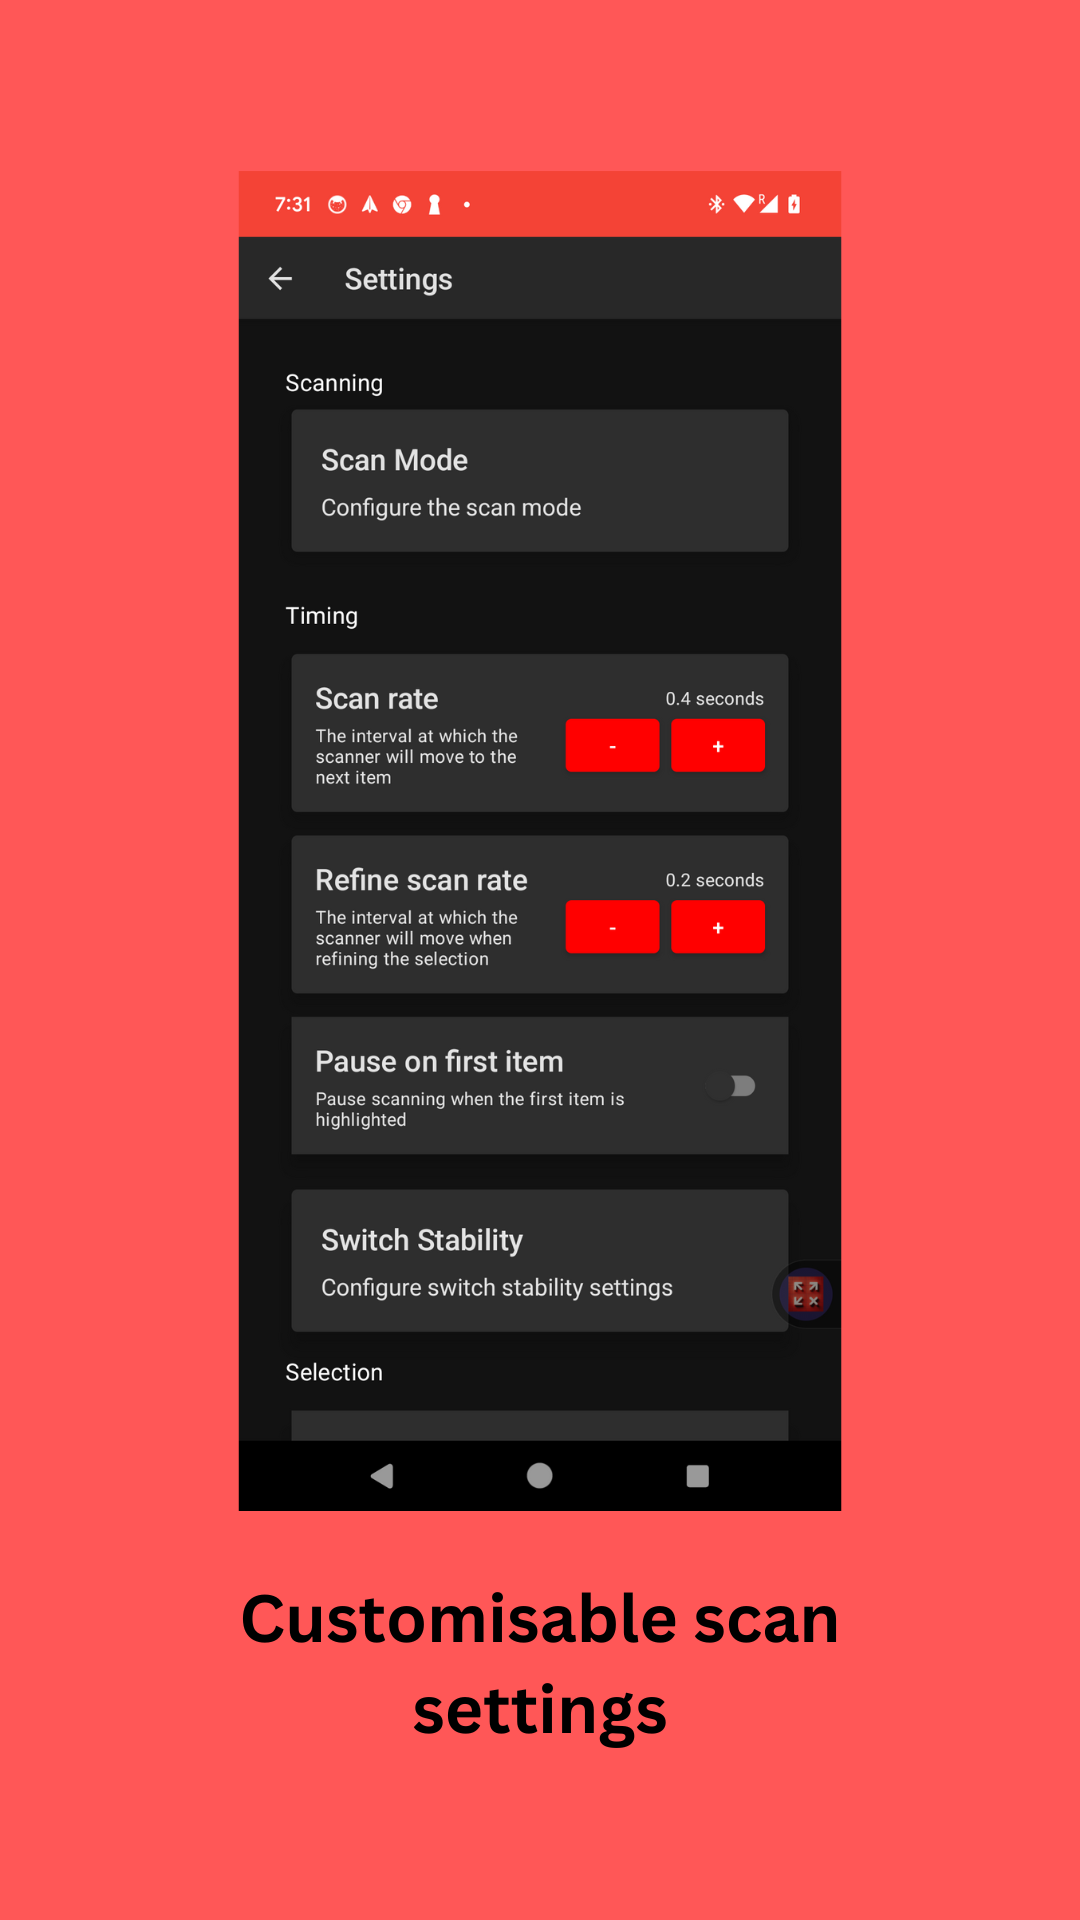 7:31
R
Settings
Scanning
Scan Mode
Configure the scan mode
Timing
Scan rate
0.4 seconds
The interval at which the
scanner will move to the
next item
-
+
Refine scan rate
0.2 seconds
The interval at which the
scanner will move when
refining the selection
-
+
Pause on first item
Pause scanning when the first item is
highlighted
Switch Stability
Configure switch stability settings
Selection
Customisable scan
settings